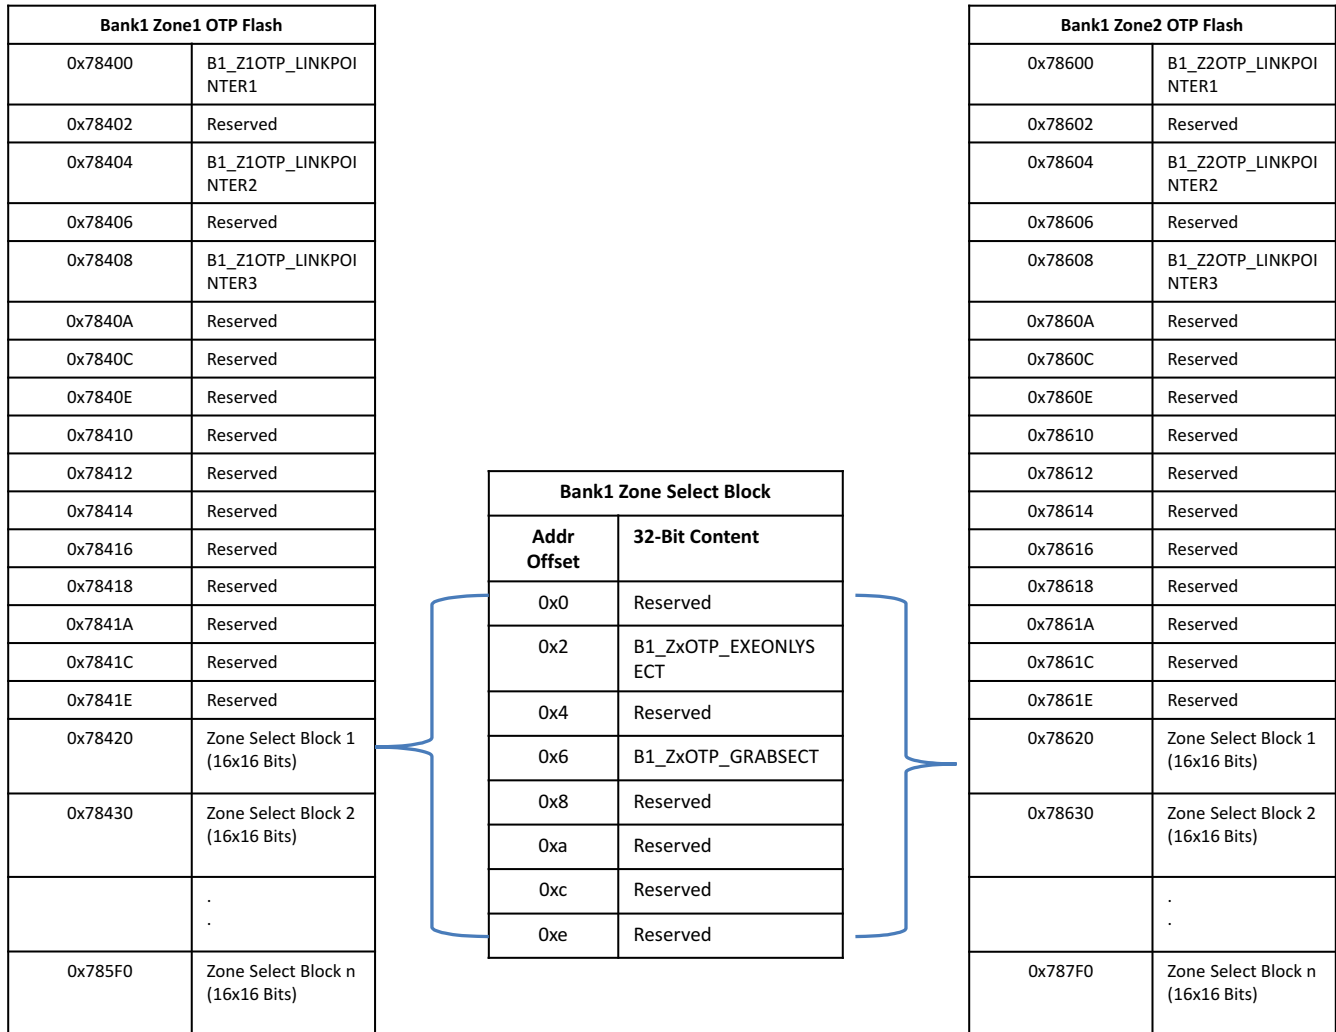 Bank1 Zone1 OTP Flash
0x78400 B1_Z1OTP_LINKPOI
NTER1
0x78402 Reserved
0x78404 B1_Z1OTP_LINKPOI
NTER2
0x78406 Reserved
0x78408 B1_Z1OTP_LINKPOI
NTER3
0x7840A Reserved
0x7840C Reserved
0x7840E Reserved
0x78410 Reserved
0x78412 Reserved
0x78414 Reserved
0x78416 Reserved
0x78418 Reserved
0x7841A Reserved
0x7841C Reserved
0x7841E Reserved
0x78420 Zone Select Block 1
(16x16 Bits)
0x78430 Zone Select Block 2
(16x16 Bits)
.
.
0x785F0 Zone Select Block n
(16x16 Bits)
Bank1 Zone Select Block
Addr 32-Bit Content
Offset
0x0 Reserved
0x2 B1_ZxOTP_EXEONLYS
ECT
0x4 Reserved
0x6 B1_ZxOTP_GRABSECT
0x8 Reserved
0xa Reserved
0xc Reserved
0xe Reserved
Bank1 Zone2 OTP Flash
0x78600 B1_Z2OTP_LINKPOI
NTER1
0x78602 Reserved
0x78604 B1_Z2OTP_LINKPOI
NTER2
0x78606 Reserved
0x78608 B1_Z2OTP_LINKPOI
NTER3
0x7860A Reserved
0x7860C Reserved
0x7860E Reserved
0x78610 Reserved
0x78612 Reserved
0x78614 Reserved
0x78616 Reserved
0x78618 Reserved
0x7861A Reserved
0x7861C Reserved
0x7861E Reserved
0x78620 Zone Select Block 1
(16x16 Bits)
0x78630 Zone Select Block 2
(16x16 Bits)
.
.
0x787F0 Zone Select Block n
(16x16 Bits)